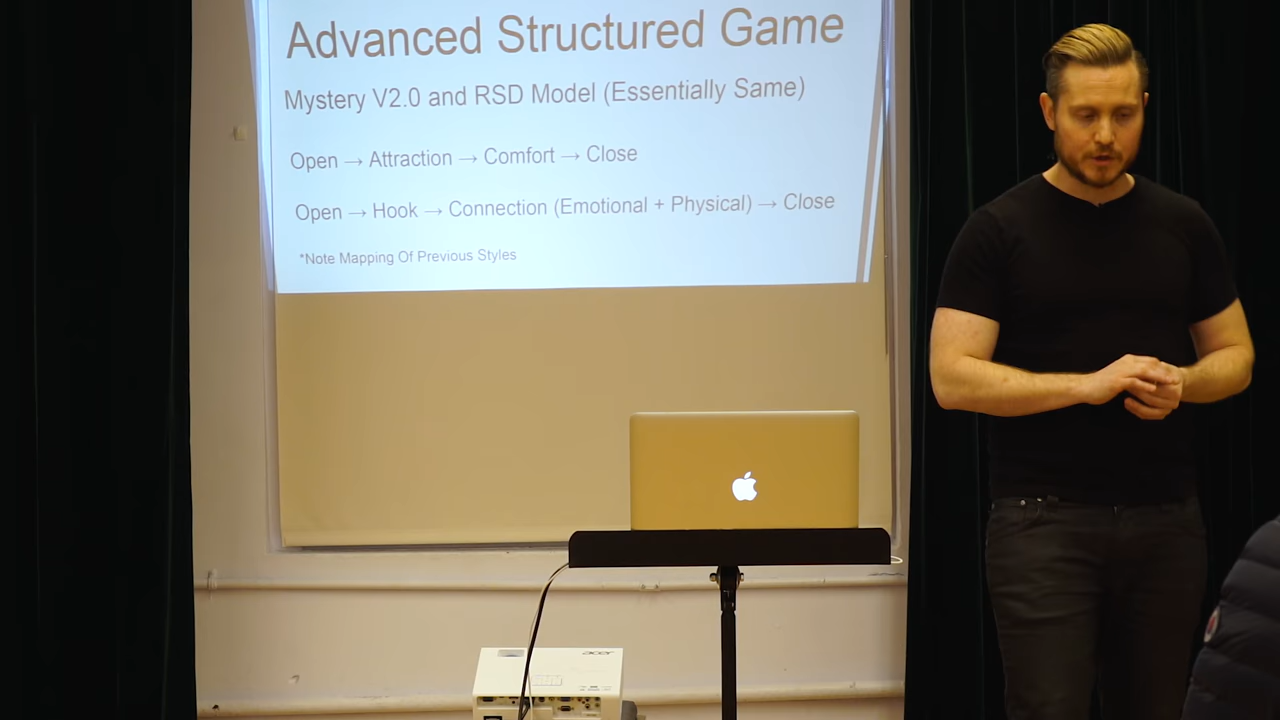 Advanced Structured Game
Mystery V2.0 and RSD Model (Essentially Same)
Open → Attraction → Comfort → Close
Open → Hook → Connection (Emotional + Physical) → Close
*Note Mapping Of Previous Styles
acer